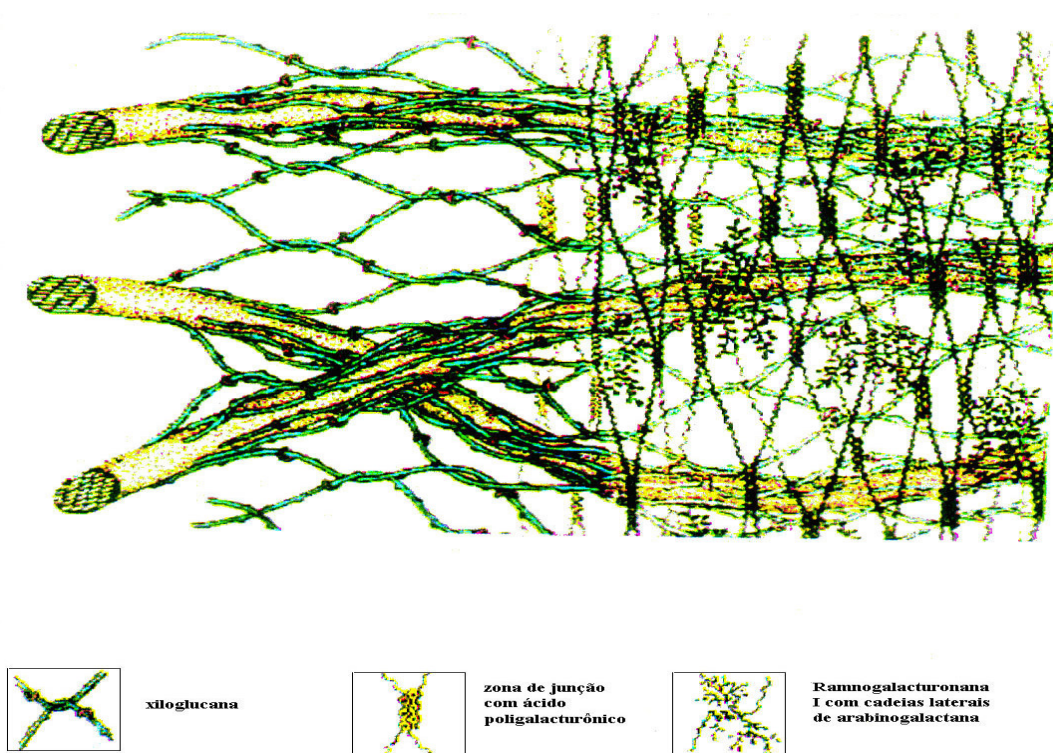 xiloglucana
zona de junção
com ácido
poligalacturônico
Ramnogalacturonana
I com cadeias laterais
de arabinogalactana